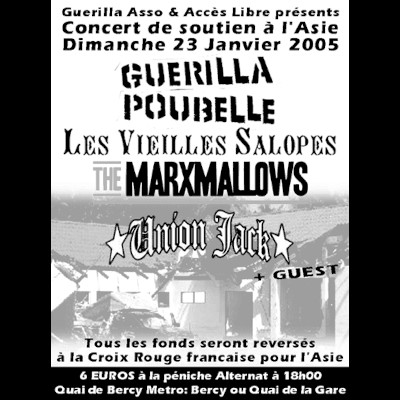 Guerilla Asso & Accès Libre présents
Concert de soutien à l'Asie
Dimanche 23 Janvier 2005
GUERILLA
POUBELLE
LES VIEILLES SALOPES
THE MARXMALLOWS
Union Jack
+ GUEST
Tous les fonds seront reversés
à la Croix Rouge francaise pour l'Asie
6 EUROS à la péniche Alternat à 18h00
Quai de Bercy Metro: Bercy ou Quai de la Gare